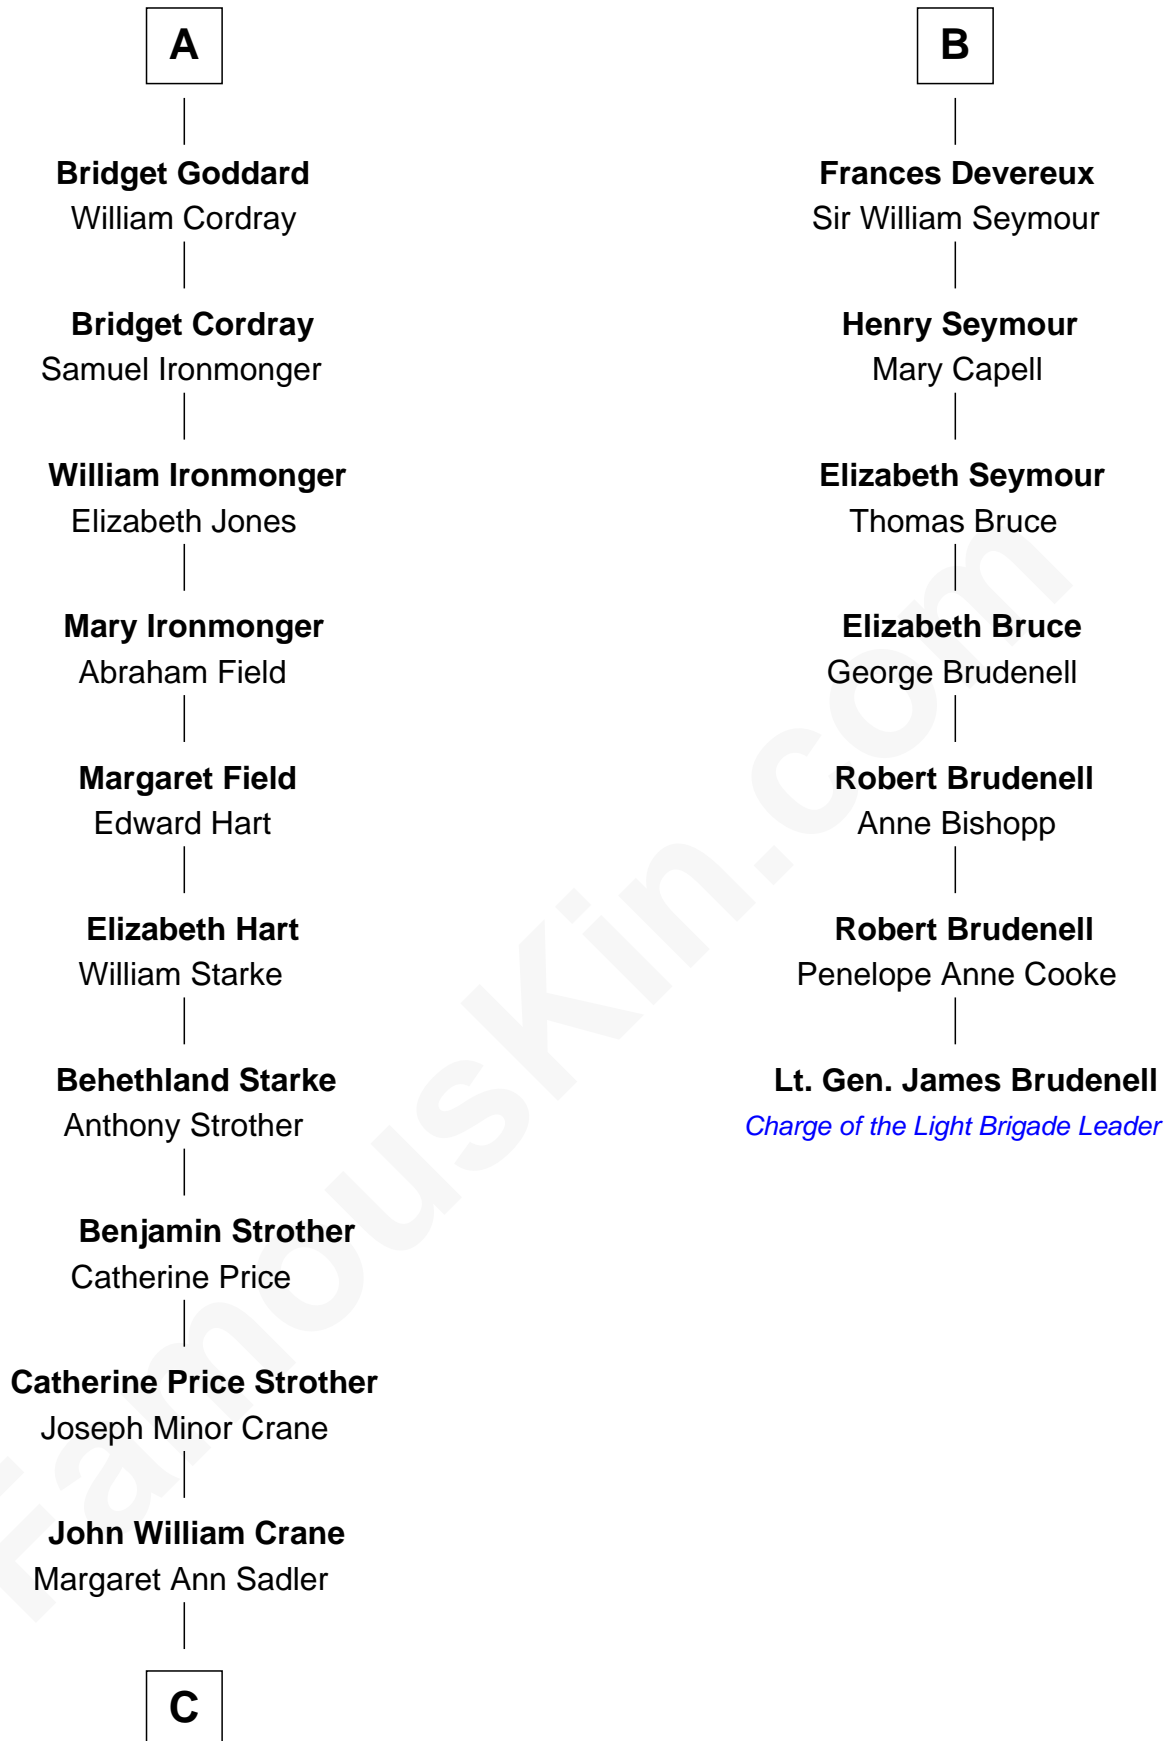 A
Bridget Goddard
William Cordray
Bridget Cordray
Samuel Ironmonger
William Ironmonger
Elizabeth Jones
Mary Ironmonger
Abraham Field
Margaret Field
Edward Hart
Elizabeth Hart
William Starke
Behethland Starke
Anthony Strother
Benjamin Strother
Catherine Price
Catherine Price Strother
Joseph Minor Crane
John William Crane
Margaret Ann Sadler
C
B
Frances Devereux
Sir William Seymour
Henry Seymour
Mary Capell
Elizabeth Seymour
Thomas Bruce
Elizabeth Bruce
George Brudenell
Robert Brudenell
Anne Bishopp
Robert Brudenell
Penelope Anne Cooke
Lt. Gen. James Brudenell
Charge of the Light Brigade Leader
FamousKin.com